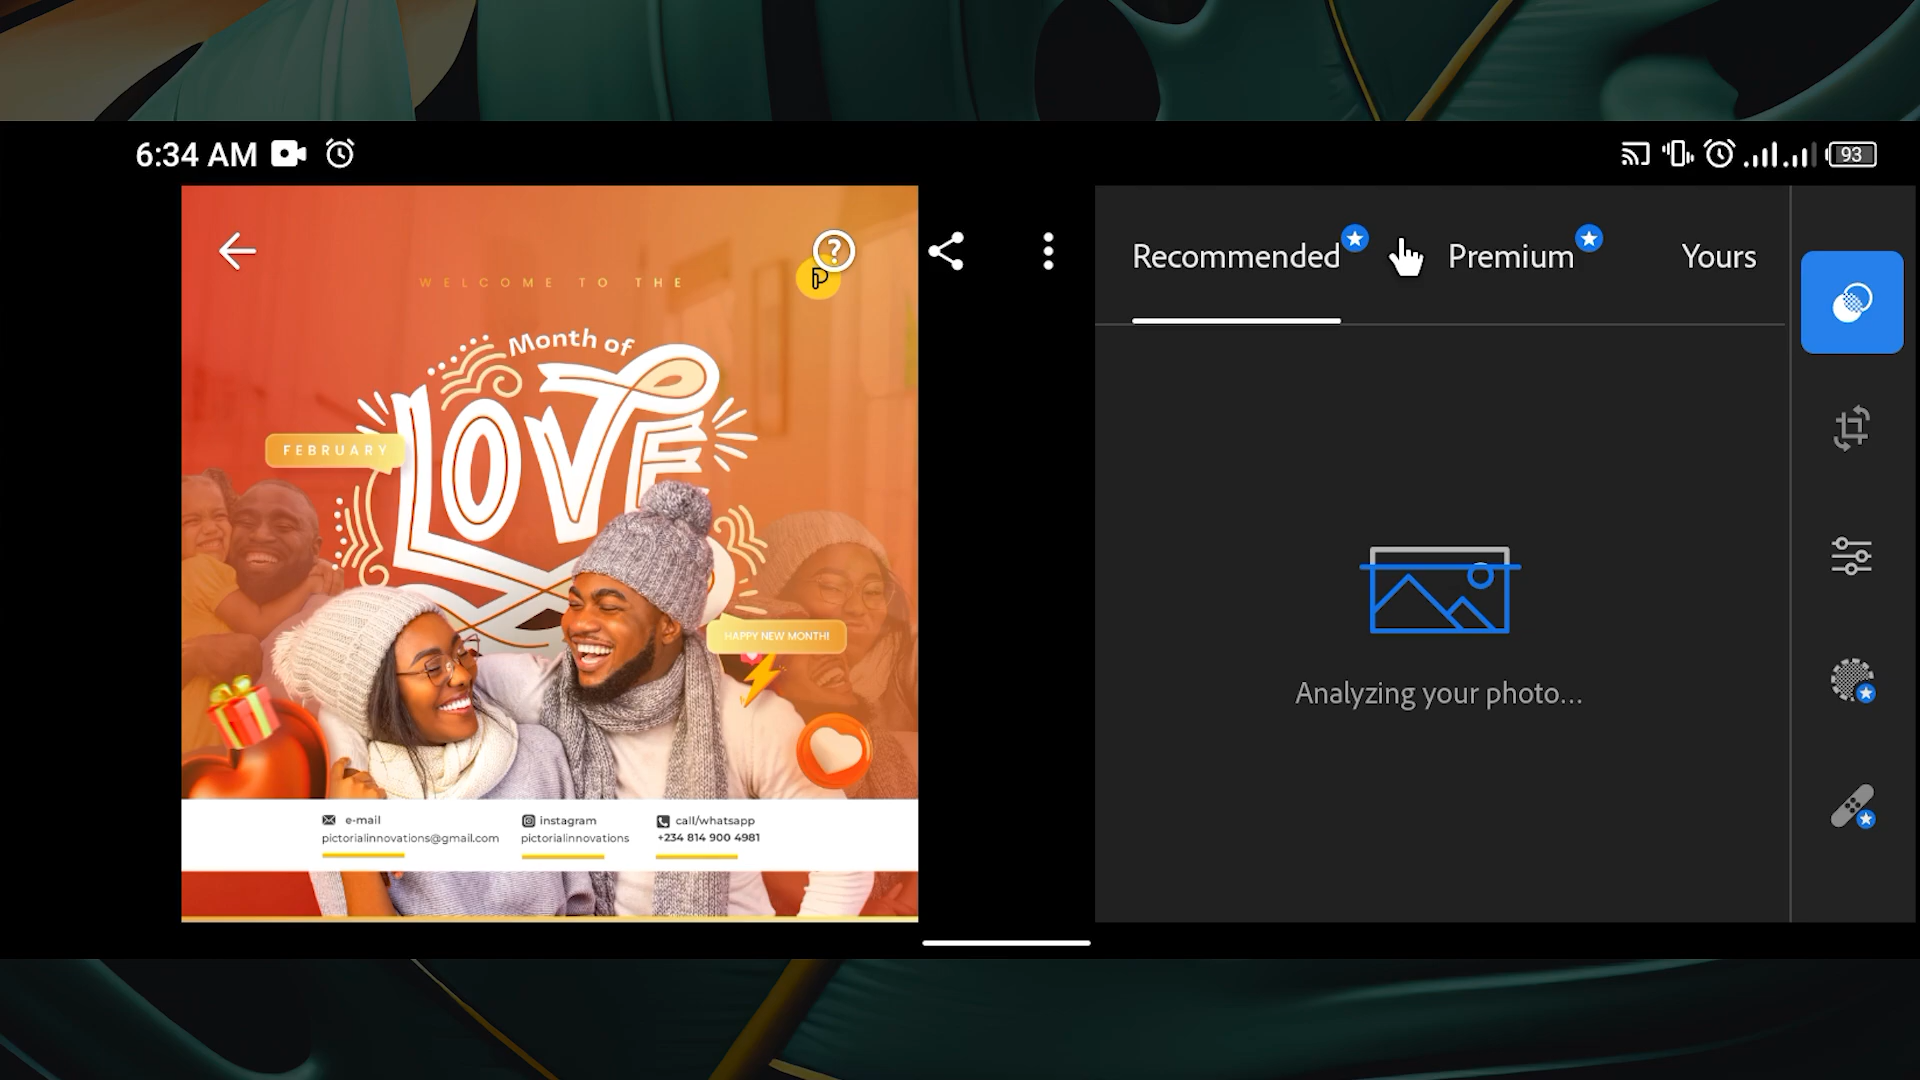 6:34 AM
93
WELCOME TO THE
P
Month of
LOVE
FEBRUARY
HAPPY NEW MONTH!
e-mail
pictorialinnovations@gmail.com
instagram
pictorialinnovations
call/whatsapp
+234 814 900 4981
Recommended
Premium
Yours
Analyzing your photo...